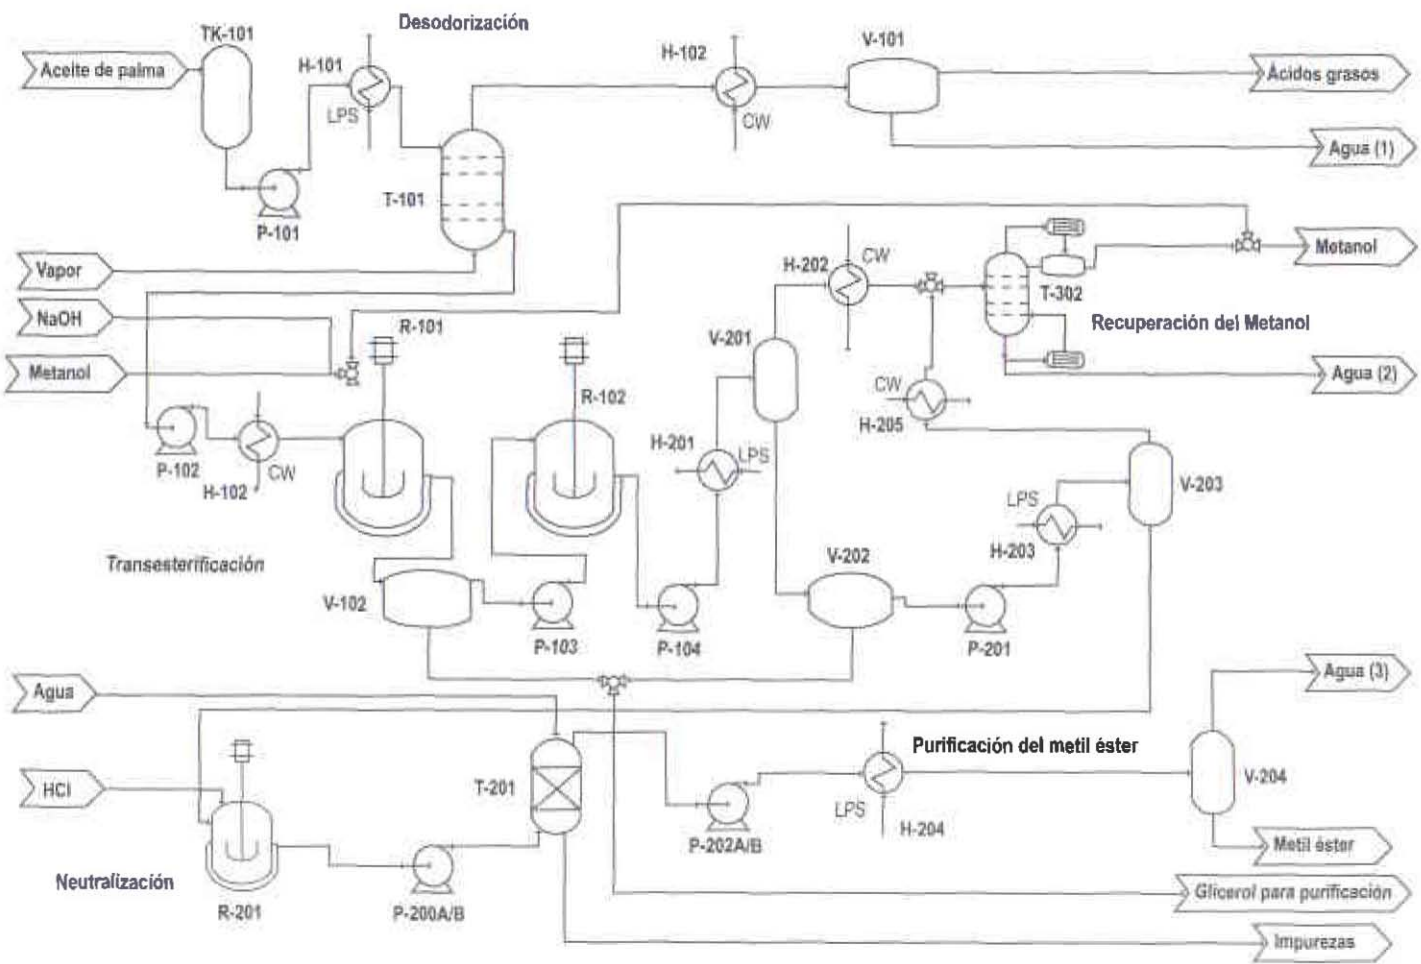 Desodorización
TK-101
Aceite de palma
H-101
LPS
P-101
T-101
H-102
CW
V-101
Ácidos grasos
Agua (1)
Vapor
NaOH
Metanol
R-101
R-102
P-102
H-102
CW
Transesterificación
V-102
P-103
P-104
H-201
LPS
V-201
H-202
CW
T-302
Metanol
Recuperación del Metanol
Agua (2)
CW
H-205
V-203
LPS
H-203
V-202
P-201
Agua
HCl
R-201
Neutralización
P-200A/B
T-201
P-202A/B
LPS
H-204
Purificación del metil éster
Agua (3)
V-204
Metil éster
Glicerol para purificación
Impurezas